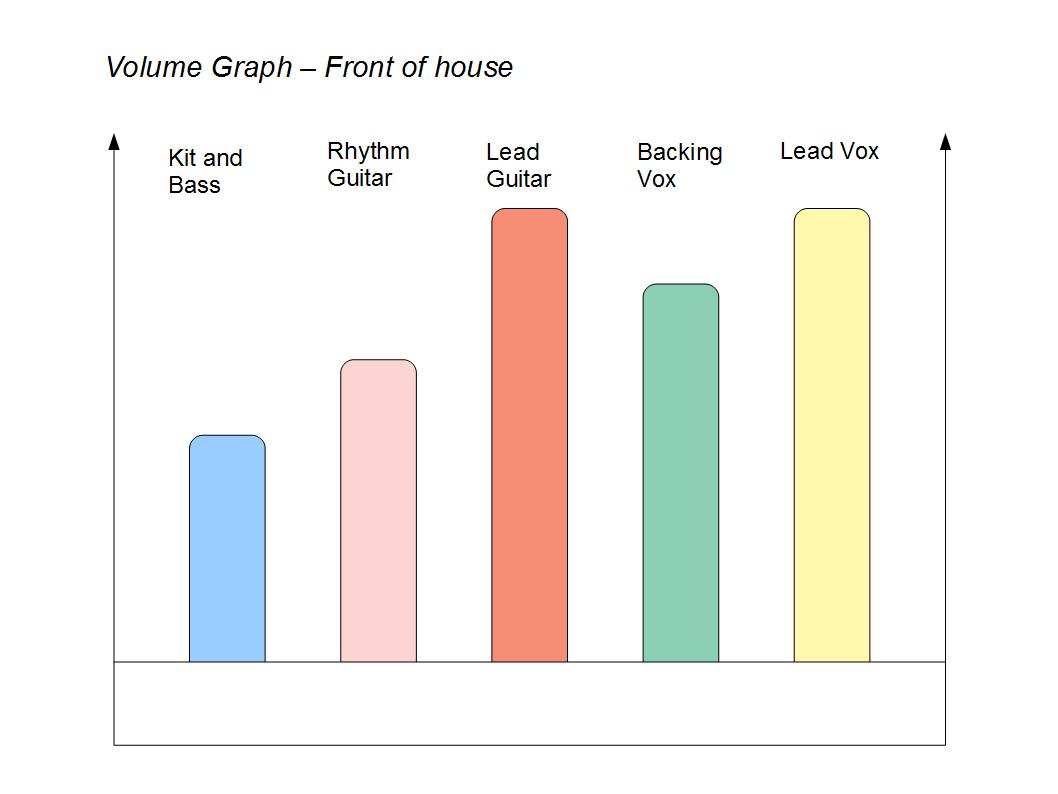 Volume Graph – Front of house
Kit and
Bass
Rhythm
Guitar
Lead
Guitar
Backing
Vox
Lead Vox